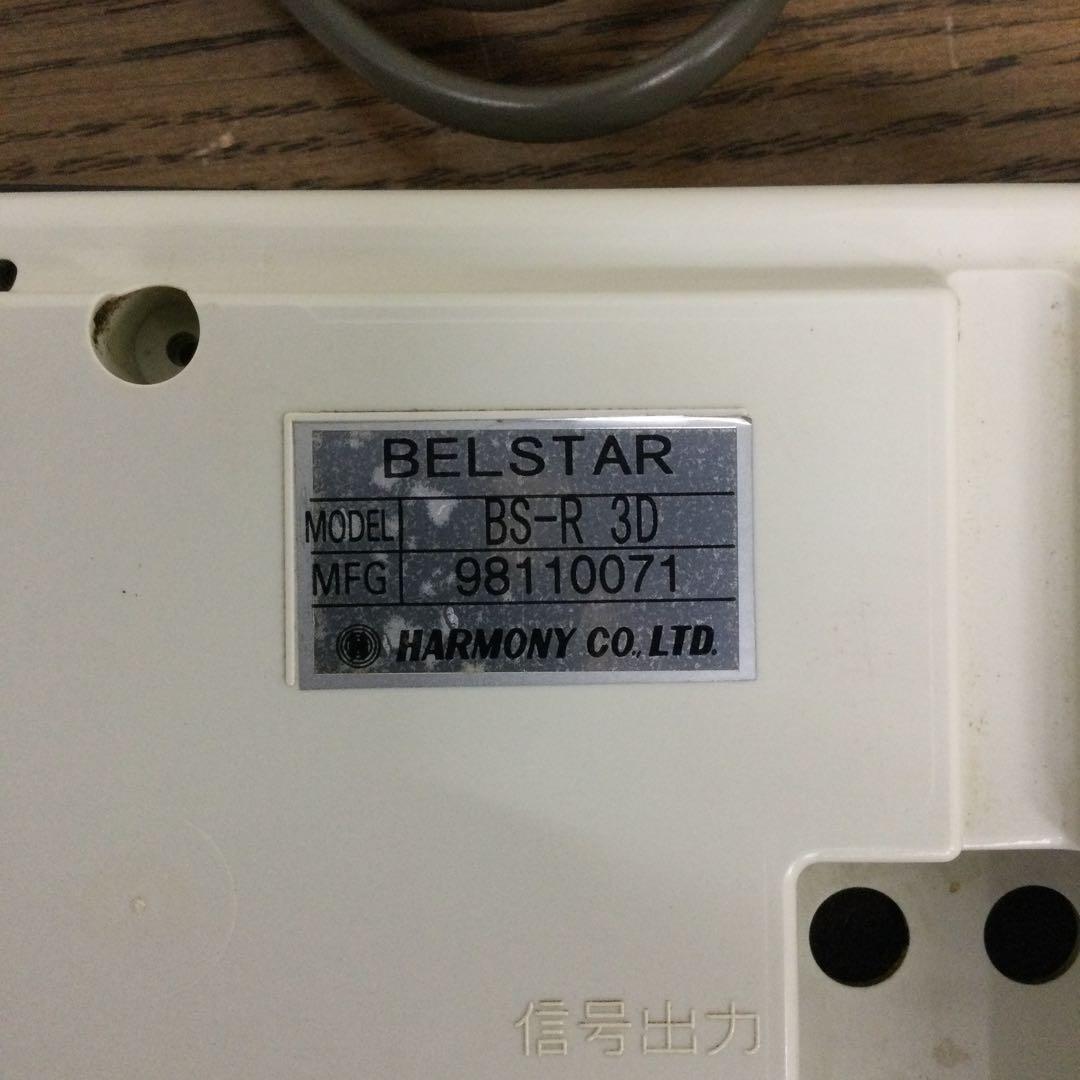 BELSTAR
MODEL BS-R 3D
MFG 98110071
HARMONY CO., LTD.
信号出力